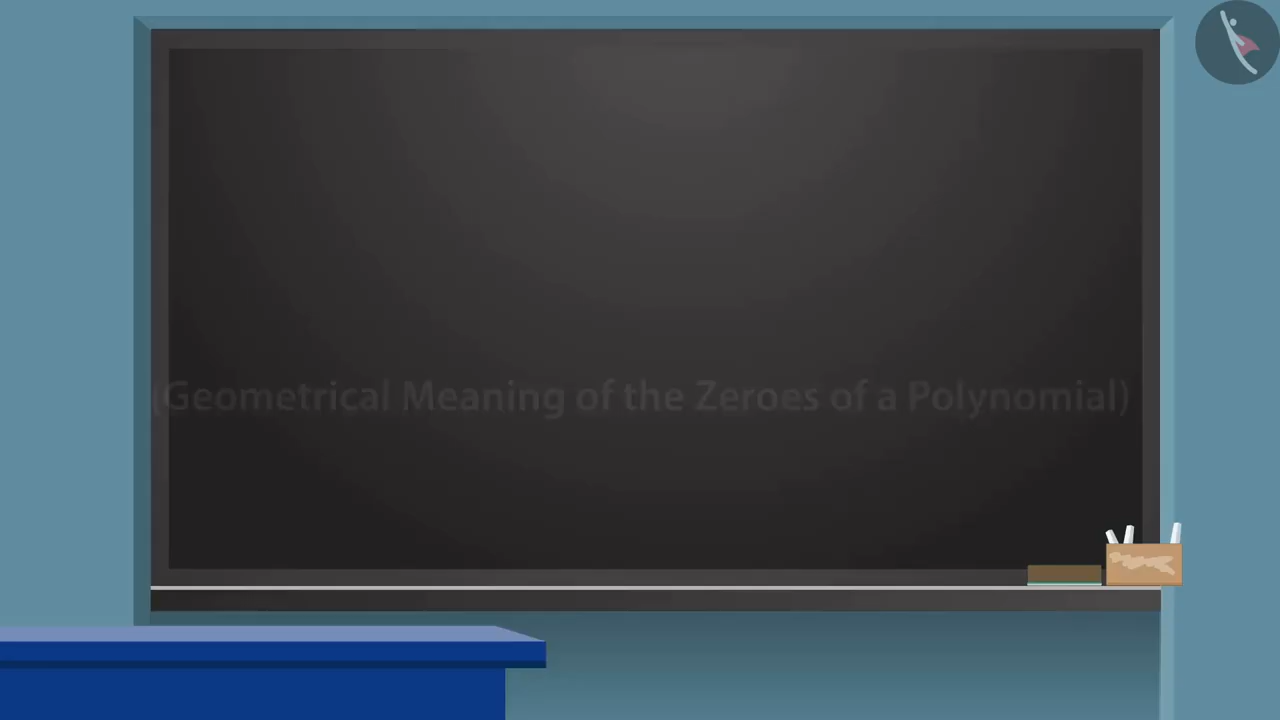 (Geometrical Meaning of the Zeroes of a Polynomial)